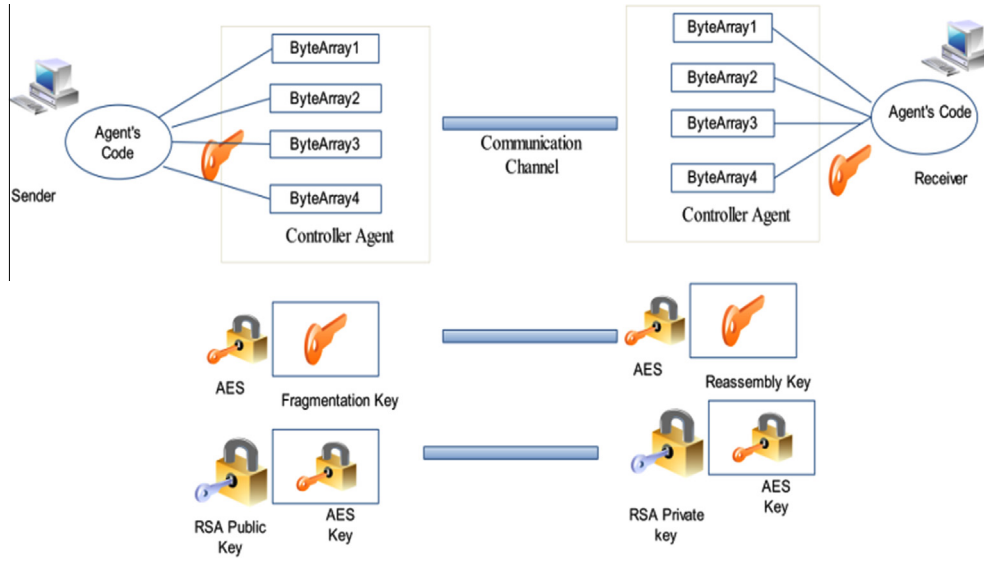 ByteArray1
ByteArray2
ByteArray3
ByteArray4
Agent's
Code
Sender
Controller Agent
Communication
Channel
ByteArray1
ByteArray2
ByteArray3
ByteArray4
Agent's Code
Receiver
Controller Agent
AES
Fragmentation Key
AES
Reassembly Key
RSA Public
Key
AES
Key
RSA Private
key
AES
Key